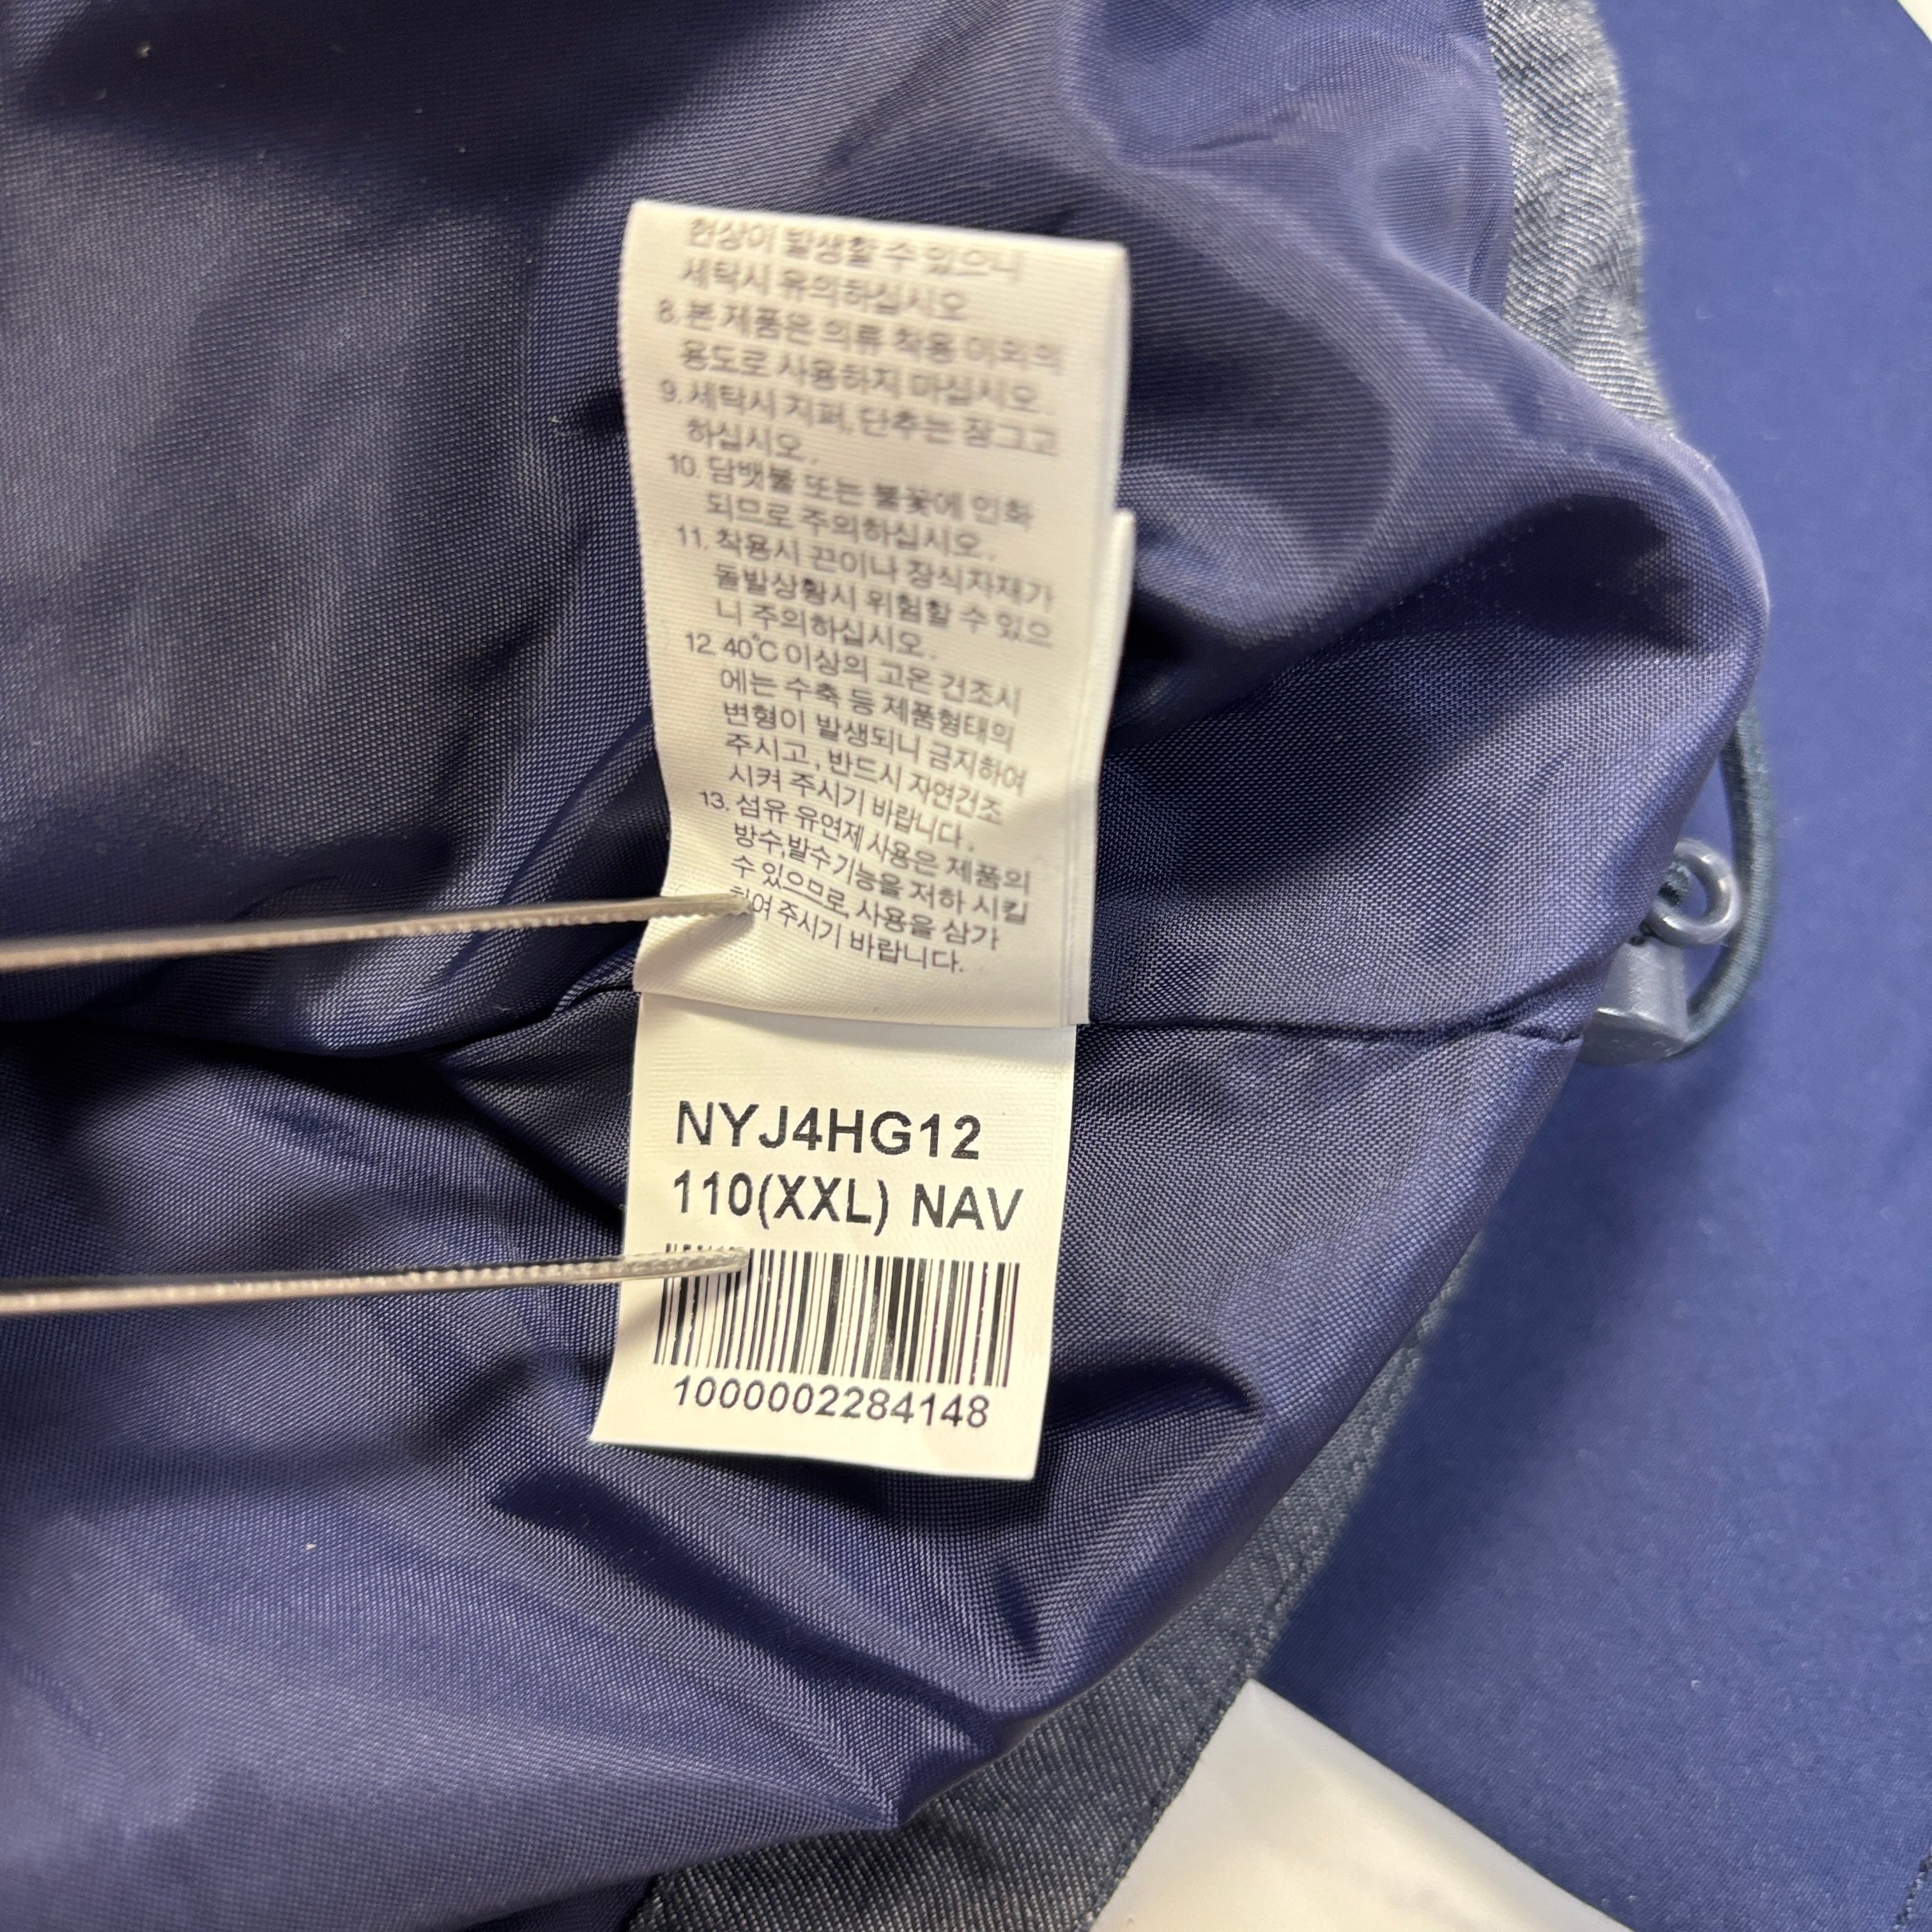 현상이 발생할 수 있으니
세탁시 유의하십시오
8. 본 제품은 의류 착용 이외의
용도로 사용하지 마십시오.
9. 세탁시 지퍼, 단추는 잠그고
하십시오.
10. 담뱃불 또는 불꽃에 인화
되므로 주의하십시오.
11. 착용시 끈이나 장식자재가
돌발상황시 위험할 수 있으
니 주의하십시오.
12. 40℃ 이상의 고온 건조시
에는 수축 등 제품형태의
변형이 발생되니 금지하여
주시고, 반드시 자연건조
시켜 주시기 바랍니다.
13. 섬유 유연제 사용은 제품의
방수,발수기능을 저하 시킬
수 있으므로, 사용을 삼가
하여 주시기 바랍니다.
NYJ4HG12
110(XXL) NAV
1000002284148